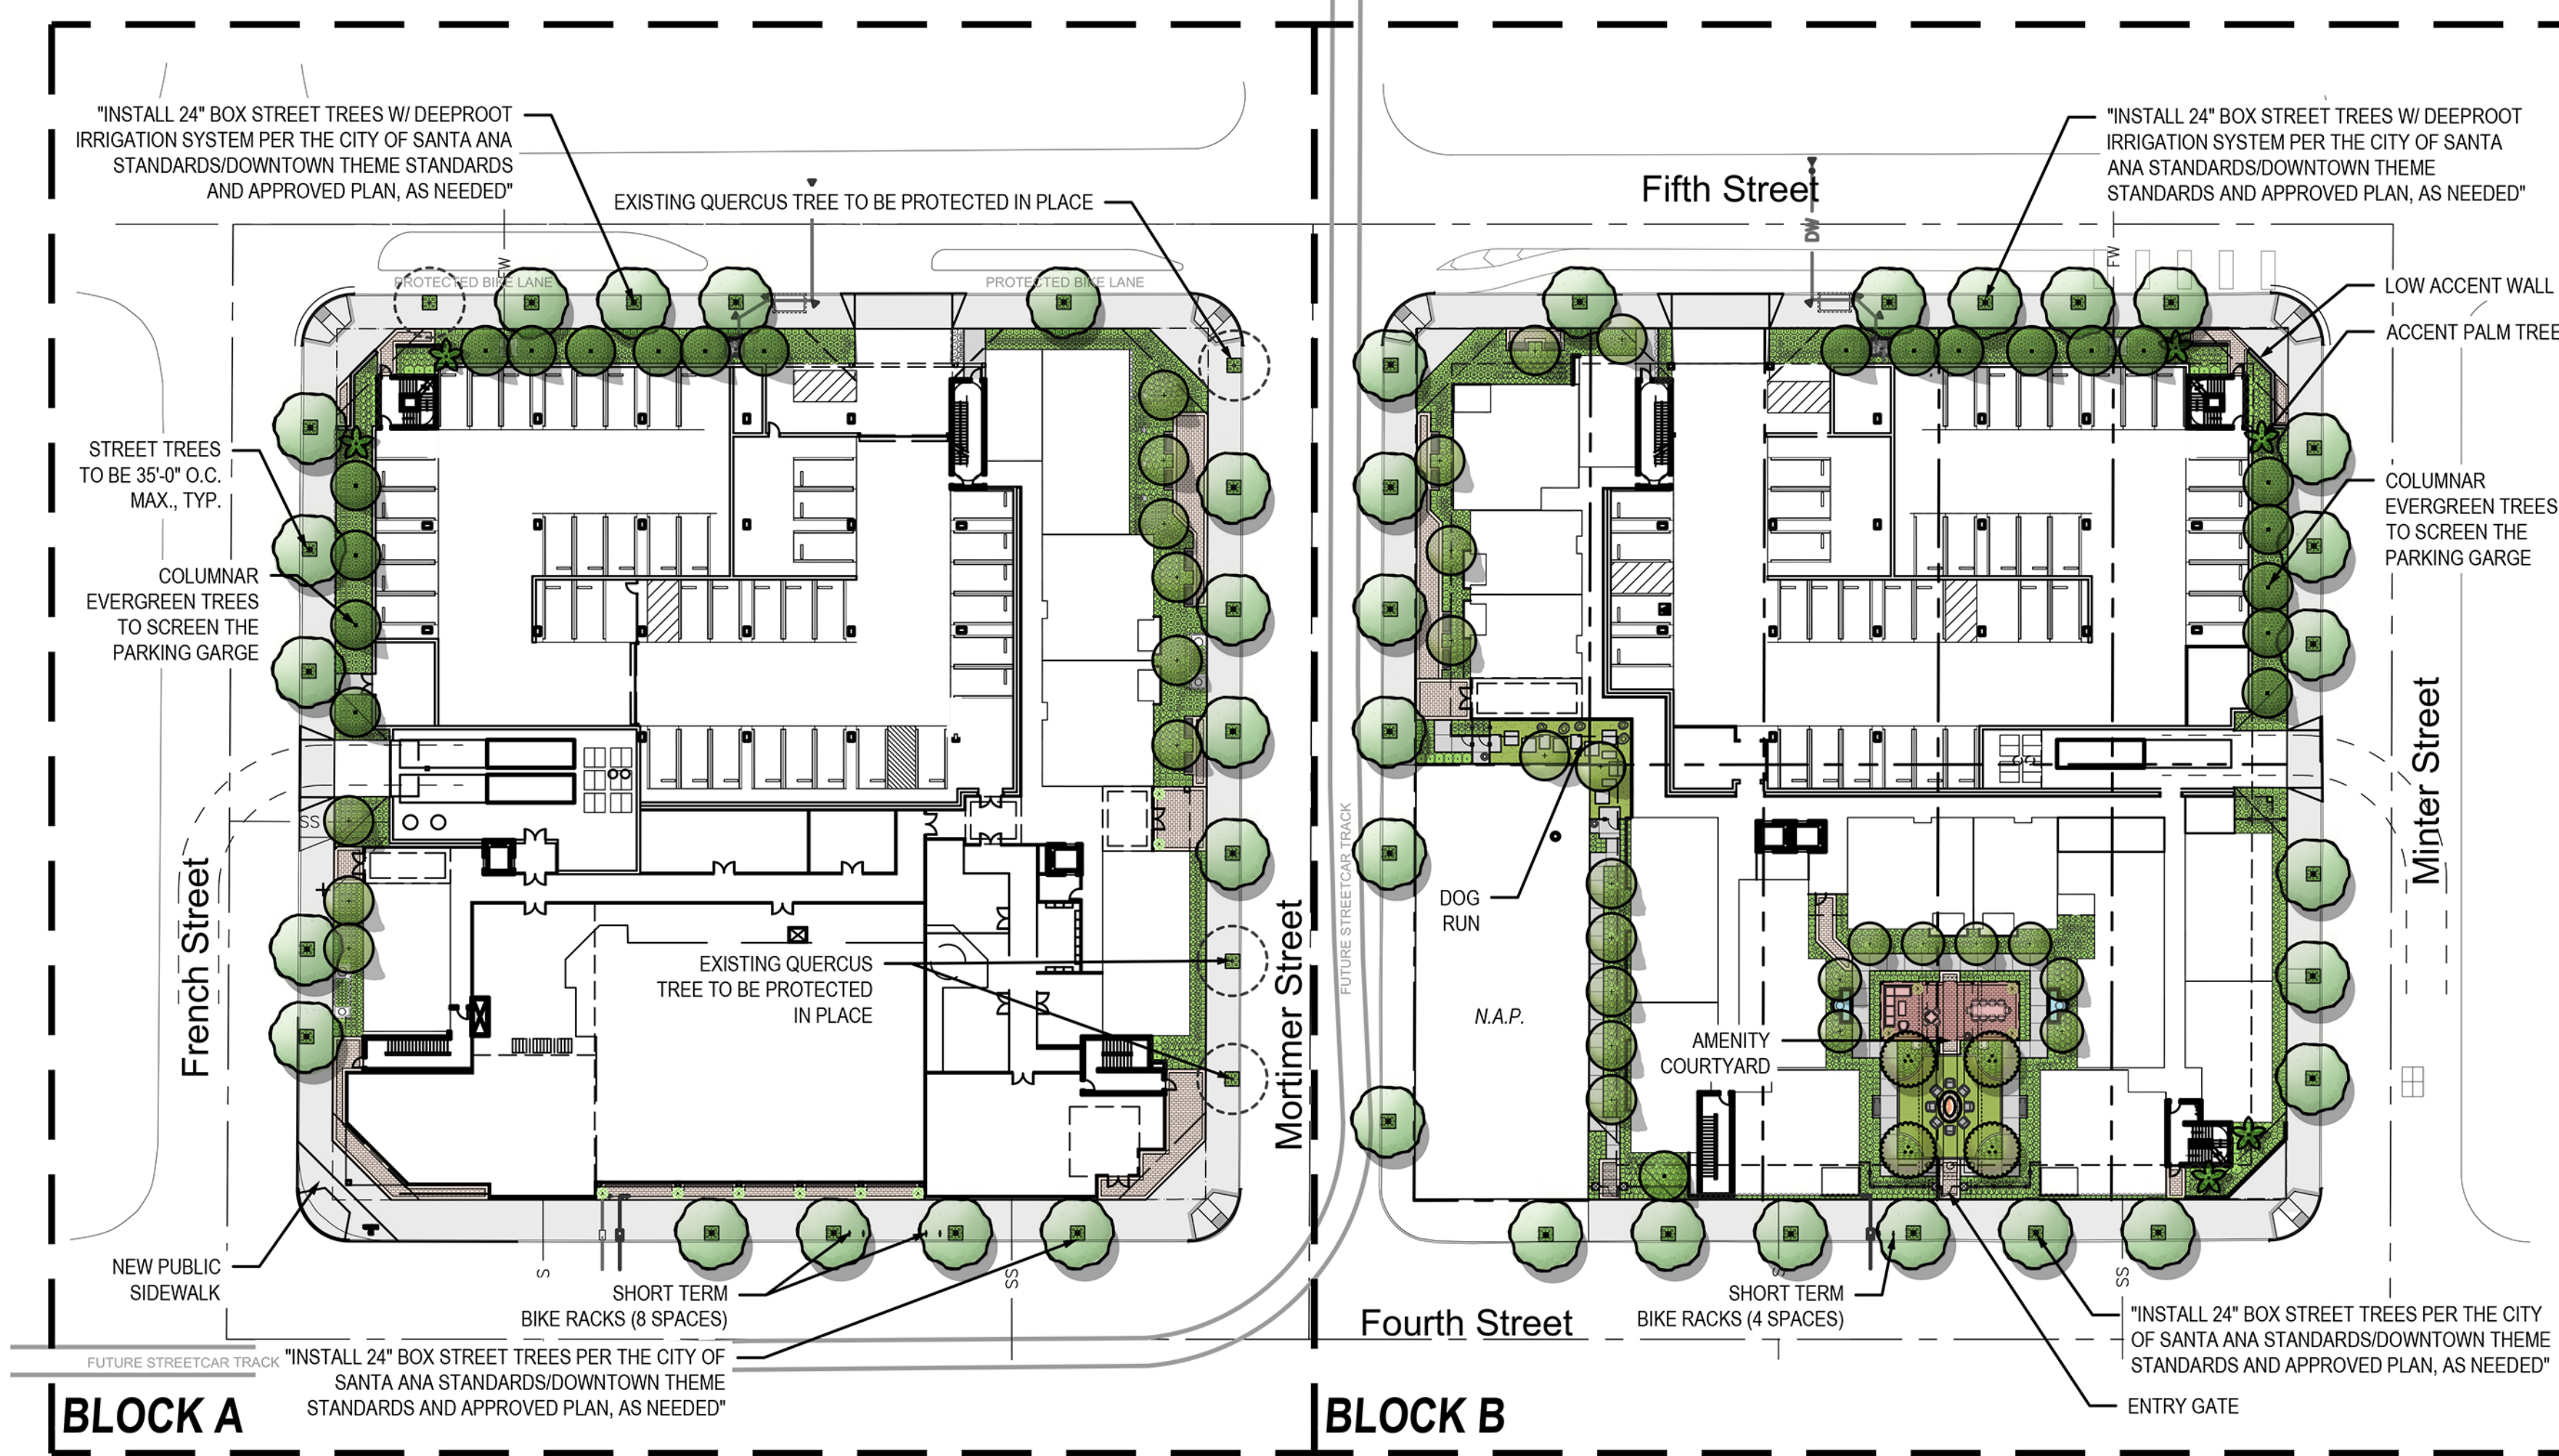 "INSTALL 24" BOX STREET TREES W/ DEEPROOT
IRRIGATION SYSTEM PER THE CITY OF SANTA ANA
STANDARDS/DOWNTOWN THEME STANDARDS
AND APPROVED PLAN, AS NEEDED"
EXISTING QUERCUS TREE TO BE PROTECTED IN PLACE
Fifth Street
"INSTALL 24" BOX STREET TREES W/ DEEPROOT
IRRIGATION SYSTEM PER THE CITY OF SANTA
ANA STANDARDS/DOWNTOWN THEME
STANDARDS AND APPROVED PLAN, AS NEEDED"
DW
FW
FW
PROTECTED BIKE LANE
PROTECTED BIKE LANE
LOW ACCENT WALL
ACCENT PALM TREE
STREET TREES
TO BE 35'-0" O.C.
MAX., TYP.
COLUMNAR
EVERGREEN TREES
TO SCREEN THE
PARKING GARGE
COLUMNAR
EVERGREEN TREES
TO SCREEN THE
PARKING GARGE
SS
French Street
Mortimer Street
FUTURE STREETCAR TRACK
Minter Street
DOG
RUN
EXISTING QUERCUS
TREE TO BE PROTECTED
IN PLACE
N.A.P.
AMENITY
COURTYARD
NEW PUBLIC
SIDEWALK
S
SS
S
SS
SHORT TERM
BIKE RACKS (8 SPACES)
SHORT TERM
BIKE RACKS (4 SPACES)
Fourth Street
"INSTALL 24" BOX STREET TREES PER THE CITY
OF SANTA ANA STANDARDS/DOWNTOWN THEME
STANDARDS AND APPROVED PLAN, AS NEEDED"
FUTURE STREETCAR TRACK
"INSTALL 24" BOX STREET TREES PER THE CITY OF
SANTA ANA STANDARDS/DOWNTOWN THEME
STANDARDS AND APPROVED PLAN, AS NEEDED"
ENTRY GATE
BLOCK A
BLOCK B